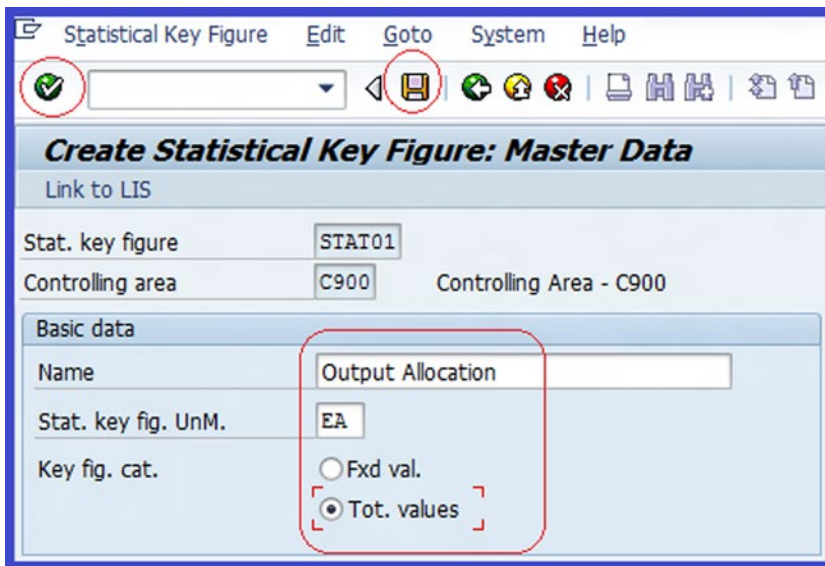 Statistical Key Figure Edit Goto System Help
Create Statistical Key Figure: Master Data
Link to LIS
Stat. key figure STAT01
Controlling area C900 Controlling Area - C900
Basic data
Name Output Allocation
Stat. key fig. UnM. EA
Key fig. cat. Fxd val.
Tot. values